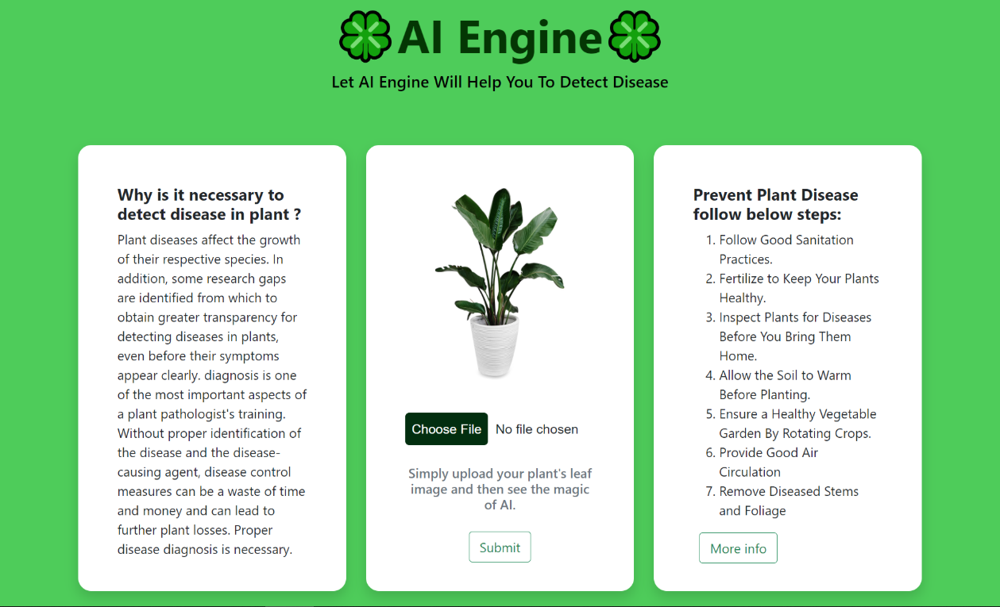 AI Engine
Let AI Engine Will Help You To Detect Disease
Why is it necessary to
detect disease in plant ?
Plant diseases affect the growth
of their respective species. In
addition, some research gaps
are identified from which to
obtain greater transparency for
detecting diseases in plants,
even before their symptoms
appear clearly. diagnosis is one
of the most important aspects of
a plant pathologist's training.
Without proper identification of
the disease and the disease-
causing agent, disease control
measures can be a waste of time
and money and can lead to
further plant losses. Proper
disease diagnosis is necessary.
Choose File No file chosen
Simply upload your plant's leaf
image and then see the magic
of AI.
Submit
Prevent Plant Disease
follow below steps:
1. Follow Good Sanitation
Practices.
2. Fertilize to Keep Your Plants
Healthy.
3. Inspect Plants for Diseases
Before You Bring Them
Home.
4. Allow the Soil to Warm
Before Planting.
5. Ensure a Healthy Vegetable
Garden By Rotating Crops.
6. Provide Good Air
Circulation
7. Remove Diseased Stems
and Foliage
More info